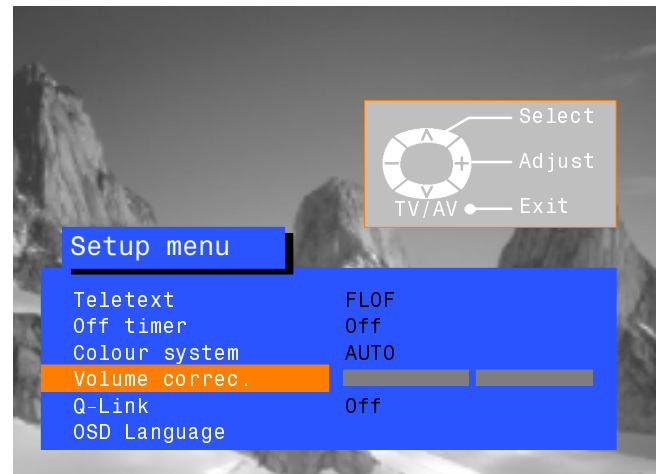 Select
Adjust
TV/AV Exit
Setup menu
Teletext FLOF
Off timer Off
Colour system AUTO
Volume correc.
Q-Link Off
OSD Language